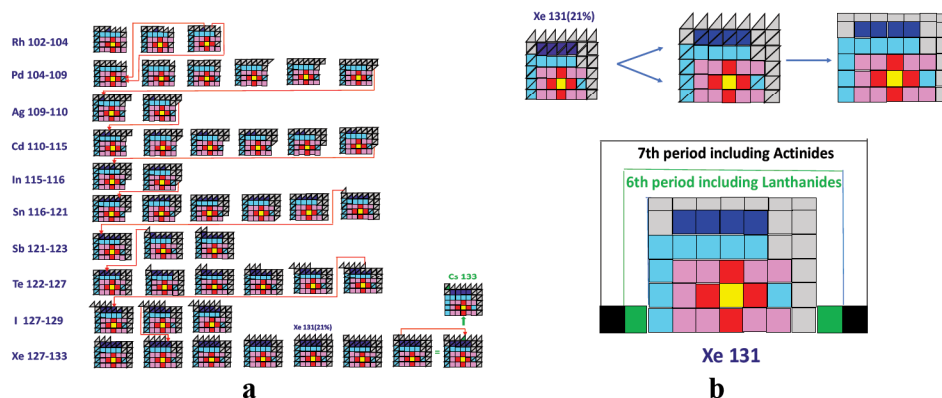 Rh 102-104
Pd 104-109
Ag 109-110
Cd 110-115
In 115-116
Sn 116-121
Sb 121-123
Te 122-127
Cs 133
I 127-129
Xe 131(21%)
Xe 127-133
=
a
Xe 131(21%)
7th period including Actinides
6th period including Lanthanides
Xe 131
b